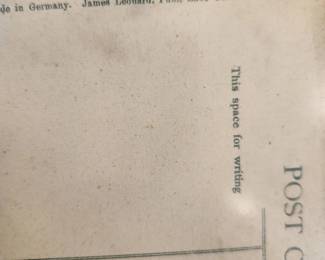 de in Germany. James Leonard,
This space for writing
POST